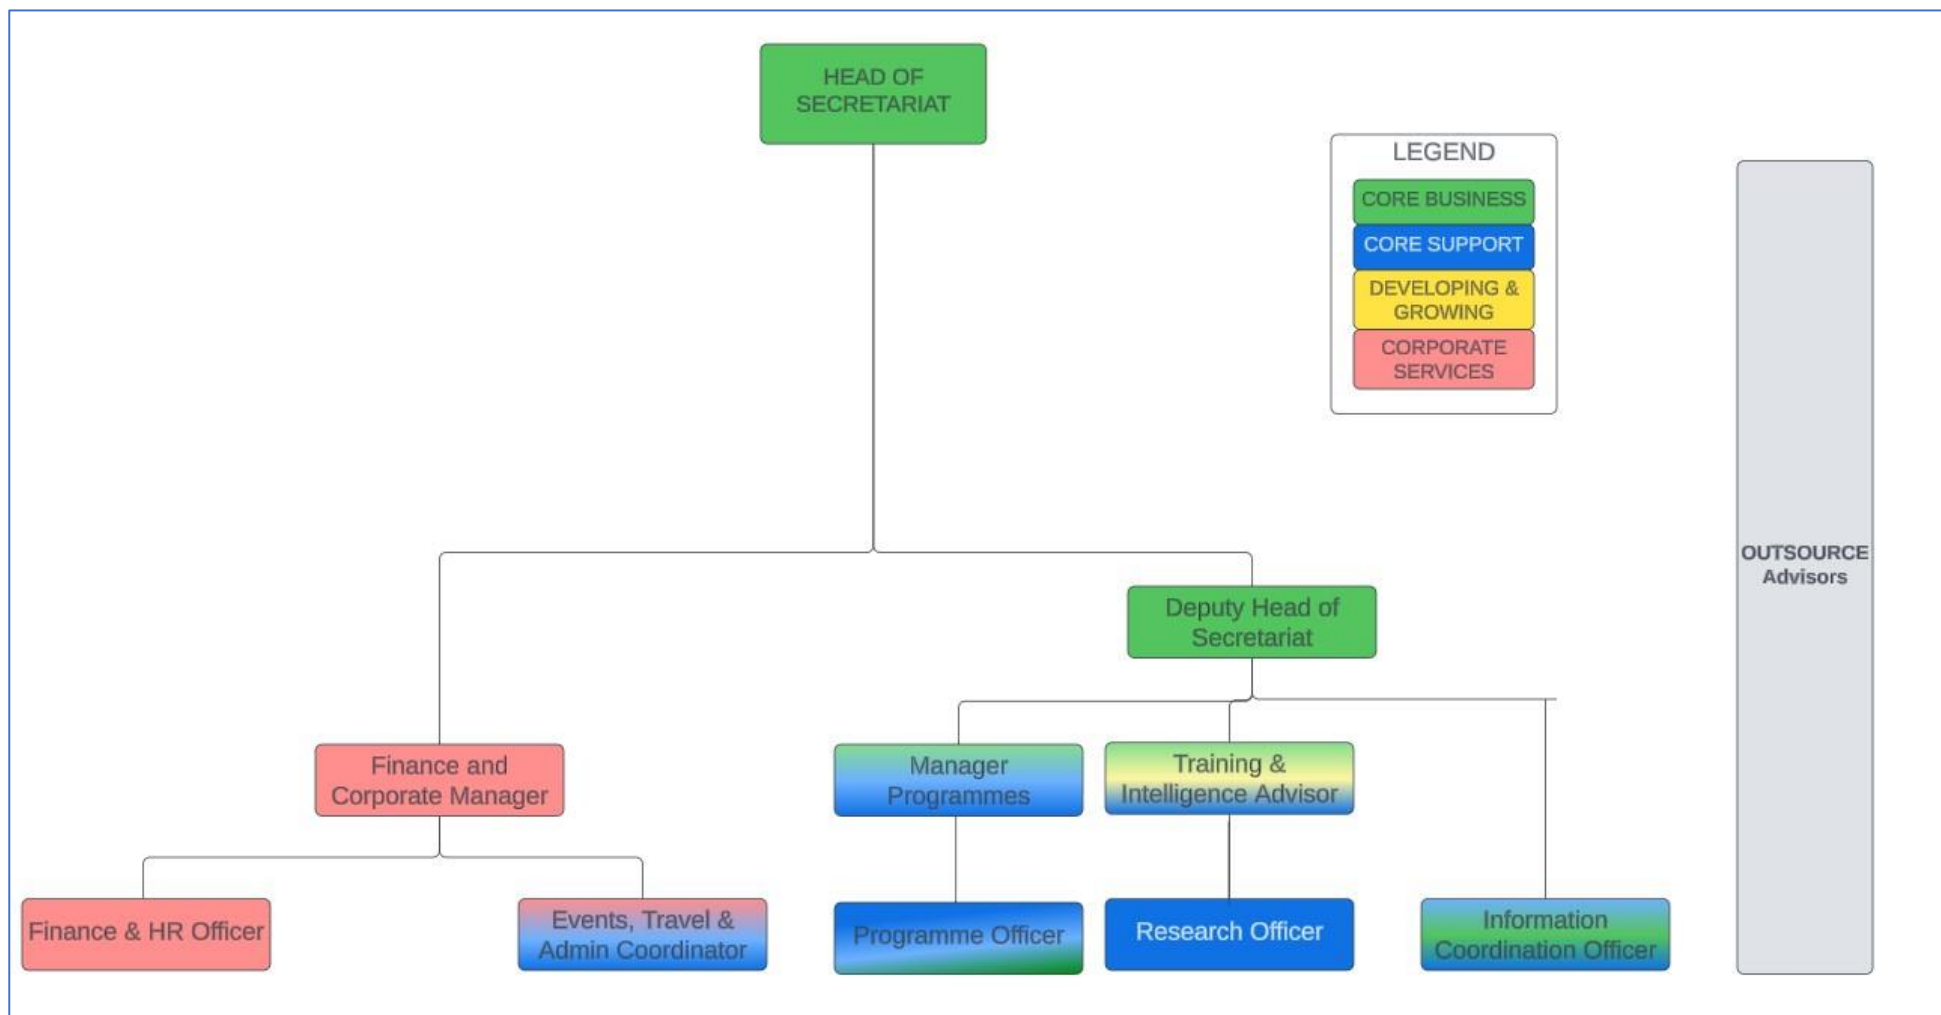 HEAD OF
SECRETARIAT
LEGEND
CORE BUSINESS
CORE SUPPORT
DEVELOPING &
GROWING
CORPORATE
SERVICES
OUTSOURCE
Advisors
Deputy Head of
Secretariat
Finance and
Corporate Manager
Manager
Programmes
Training &
Intelligence Advisor
Finance & HR Officer
Events, Travel &
Admin Coordinator
Programme Officer
Research Officer
Information
Coordination Officer